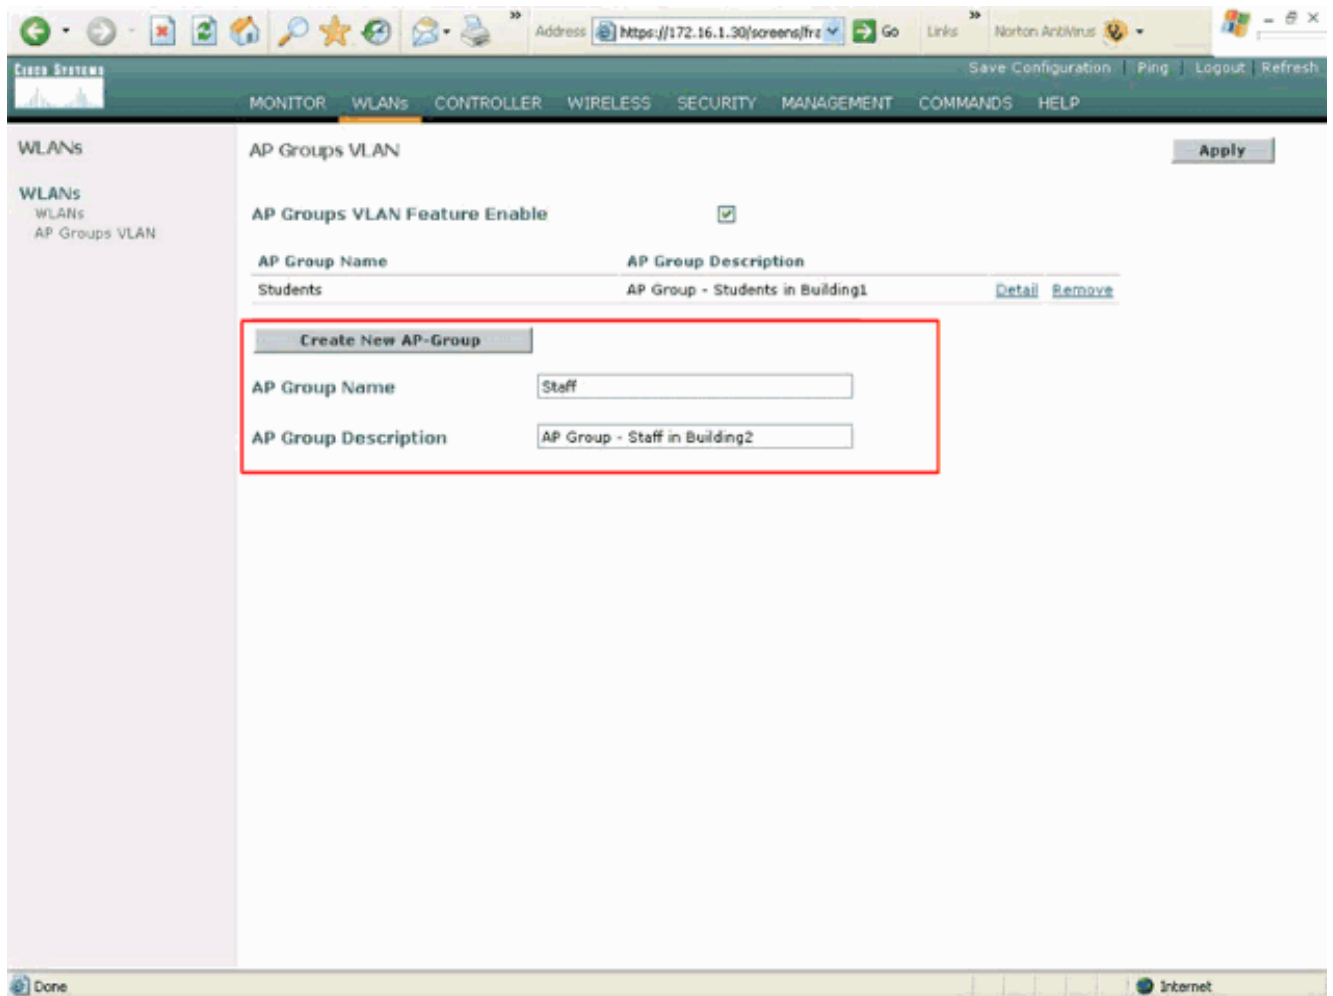 » Address https://172.16.1.30/screens/fra Go Links » Norton AntiVirus
CISCO SYSTEMS
Save Configuration | Ping | Logout | Refresh
MONITOR WLANs CONTROLLER WIRELESS SECURITY MANAGEMENT COMMANDS HELP
WLANs
WLANs
WLANs
AP Groups VLAN
AP Groups VLAN
Apply
AP Groups VLAN Feature Enable
AP Group Name AP Group Description
Students AP Group - Students in Building1 Detail Remove
Create New AP-Group
AP Group Name Staff
AP Group Description AP Group - Staff in Building2
Done Internet